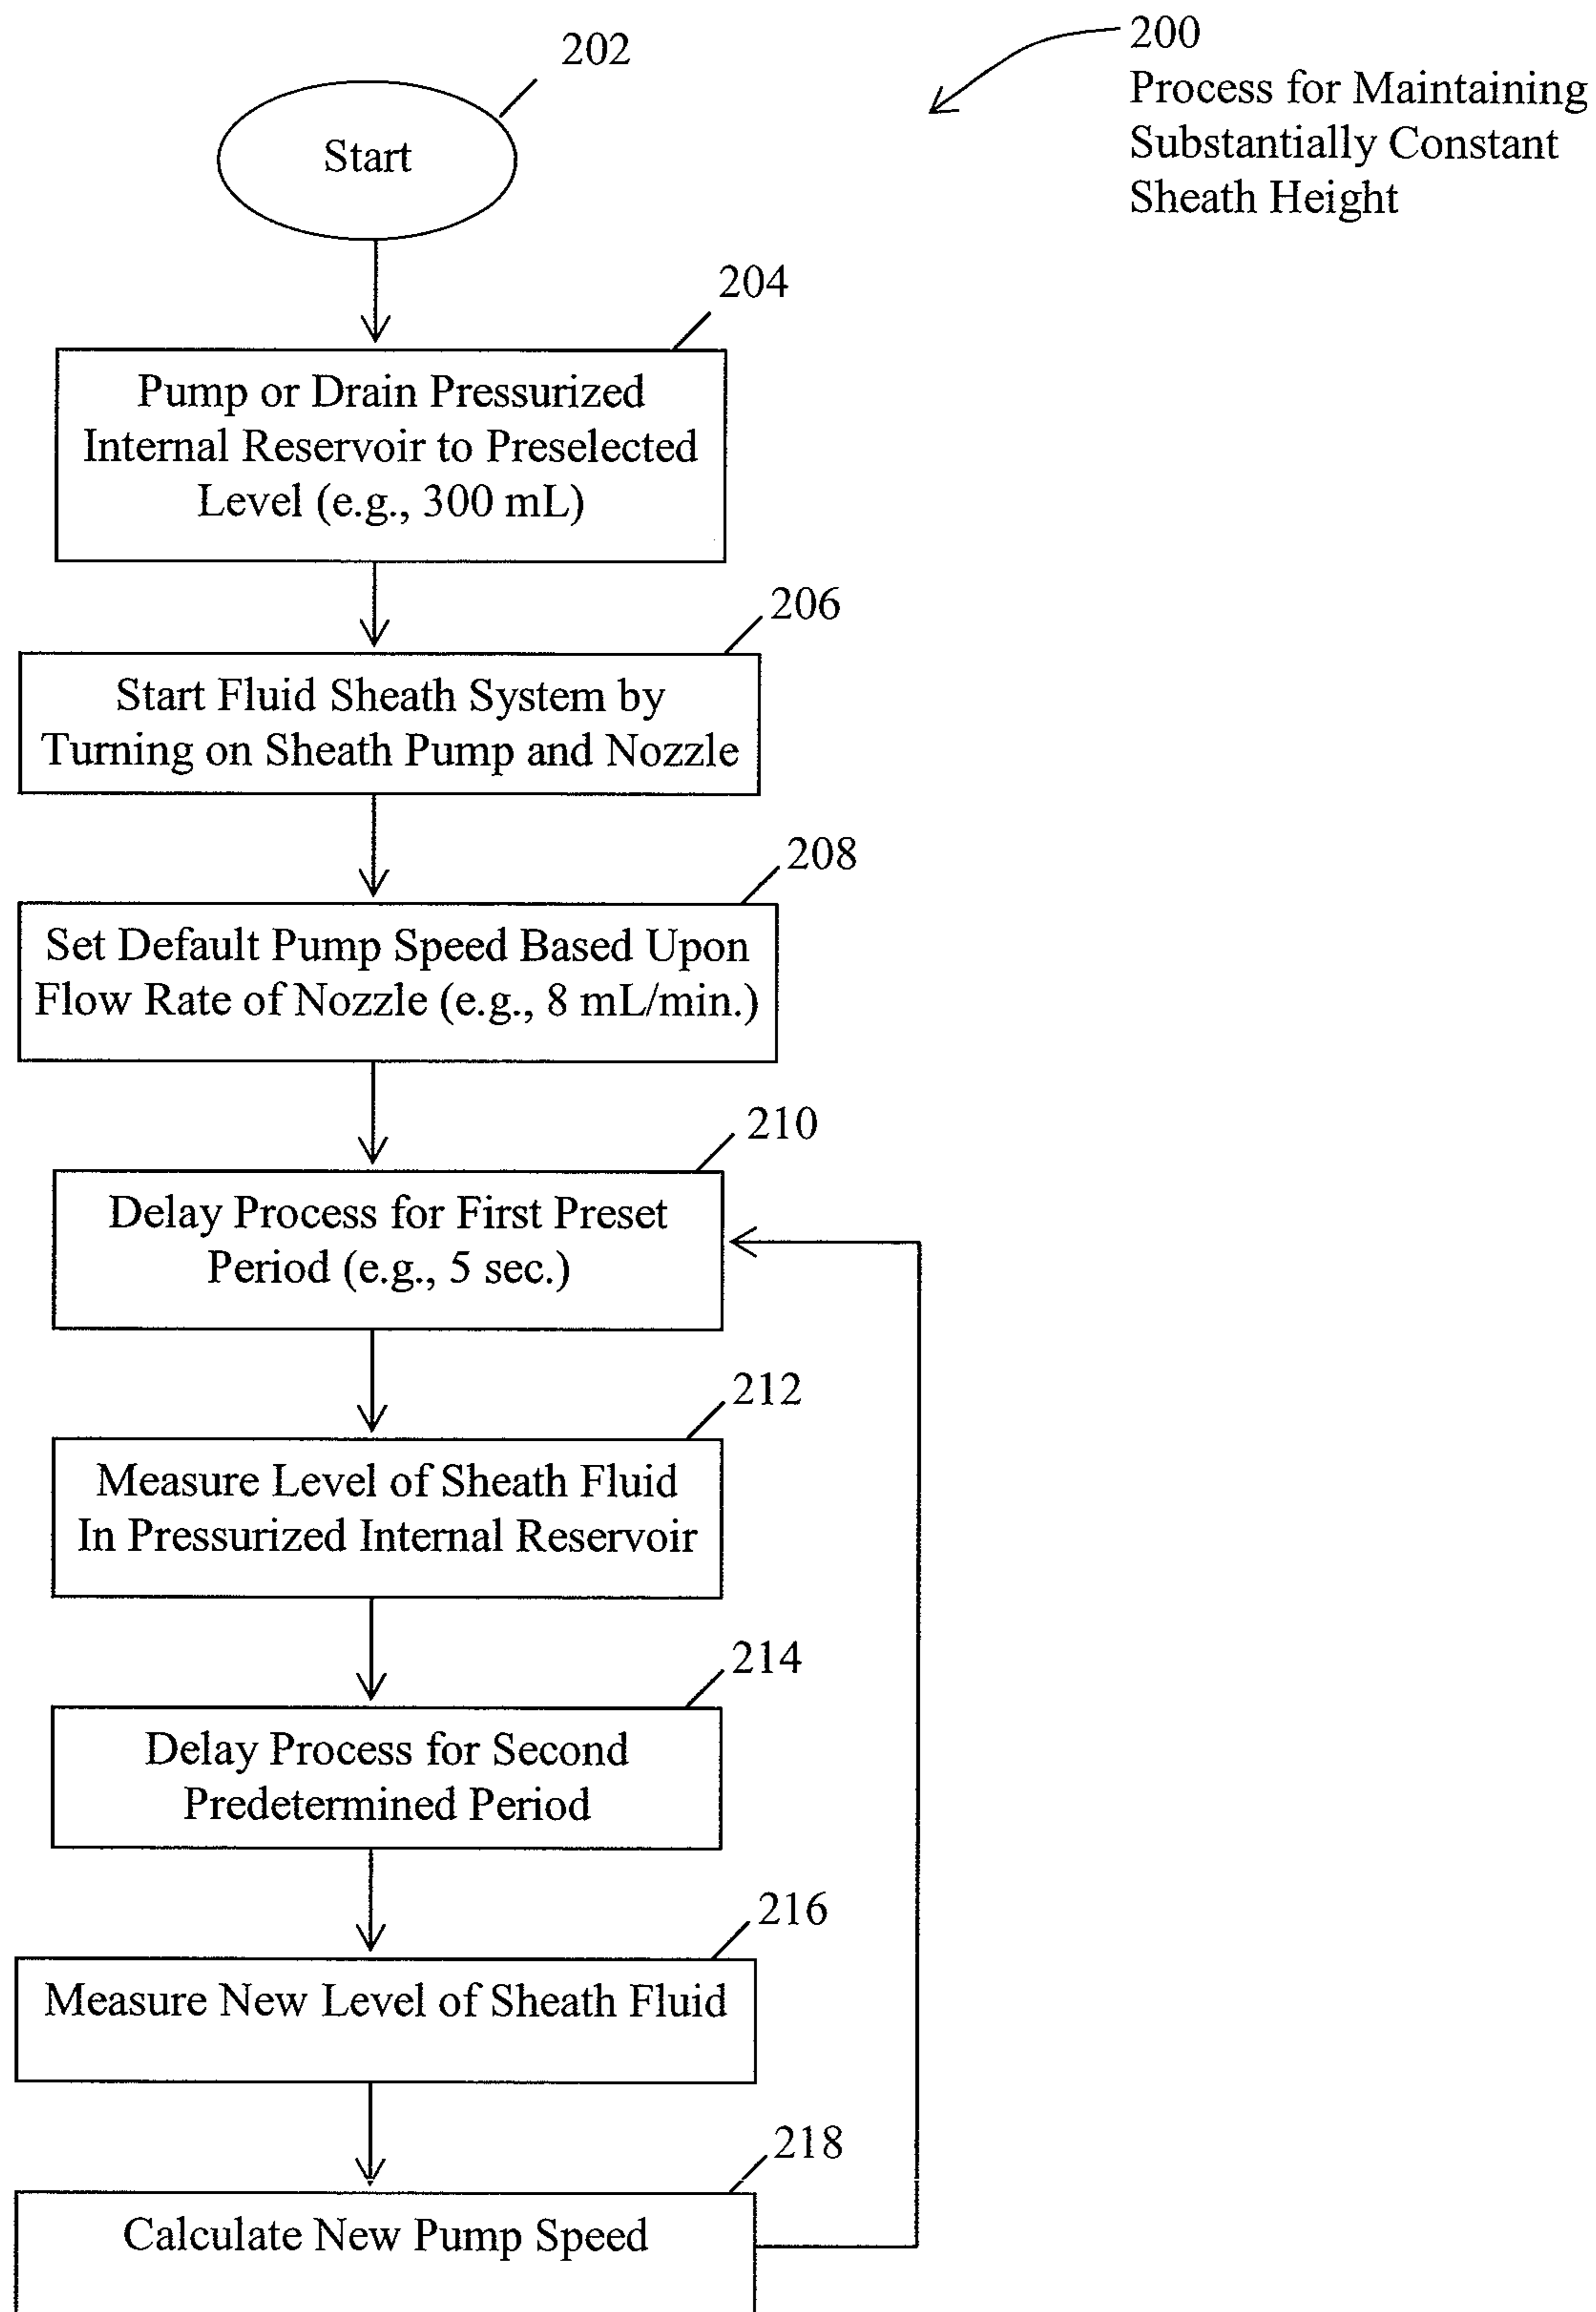 200
Process for Maintaining
Substantially Constant
Sheath Height
202
Start
204
Pump or Drain Pressurized
Internal Reservoir to Preselected
Level (e.g., 300 mL)
206
Start Fluid Sheath System by
Turning on Sheath Pump and Nozzle
208
Set Default Pump Speed Based Upon
Flow Rate of Nozzle (e.g., 8 mL/min.)
210
Delay Process for First Preset
Period (e.g., 5 sec.)
212
Measure Level of Sheath Fluid
In Pressurized Internal Reservoir
214
Delay Process for Second
Predetermined Period
216
Measure New Level of Sheath Fluid
218
Calculate New Pump Speed